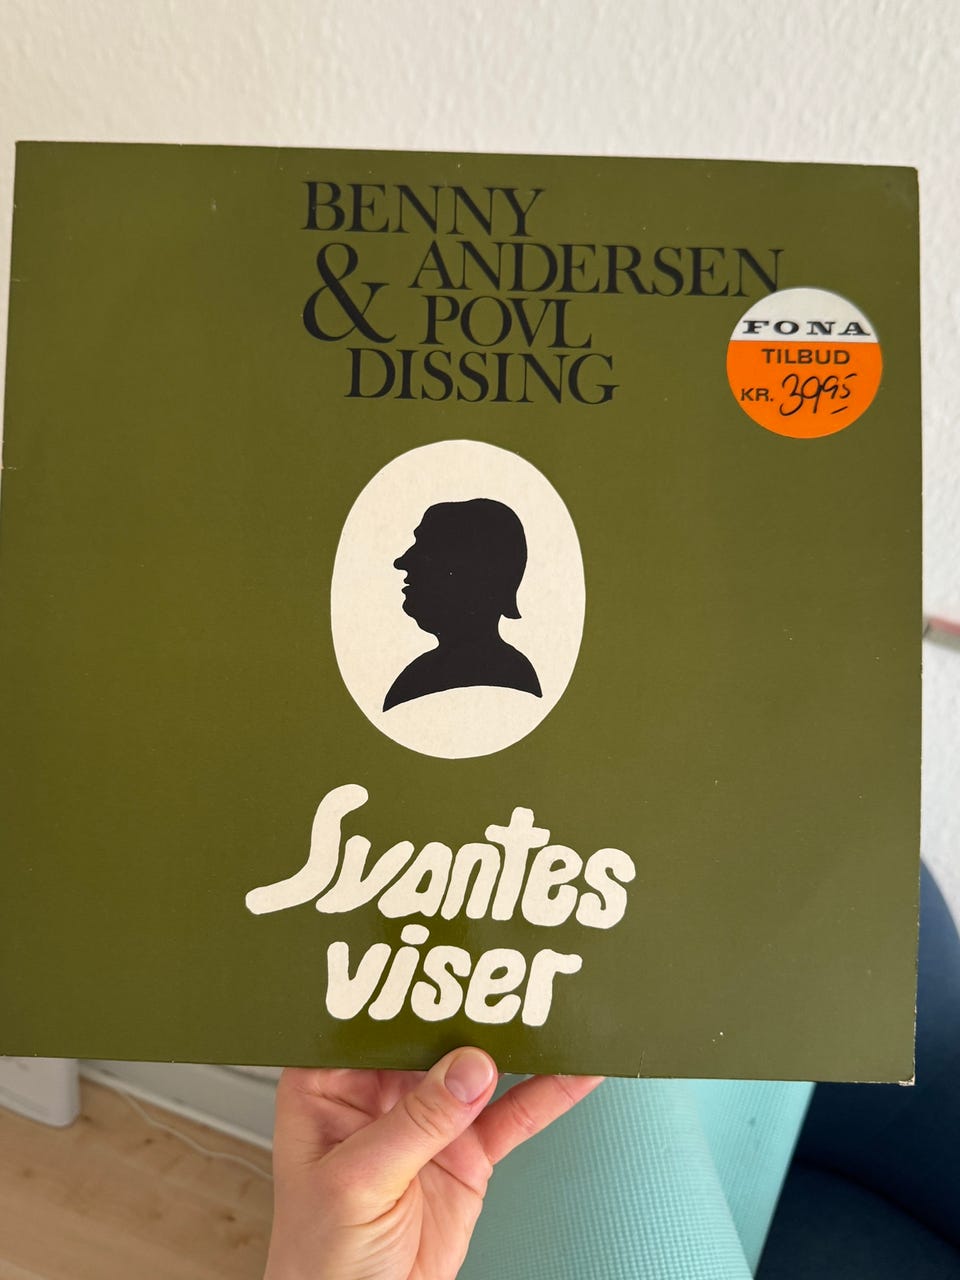 BENNY
& ANDERSEN
POVL
DISSING
FONA
TILBUD
KR. 3995
Svantes
viser